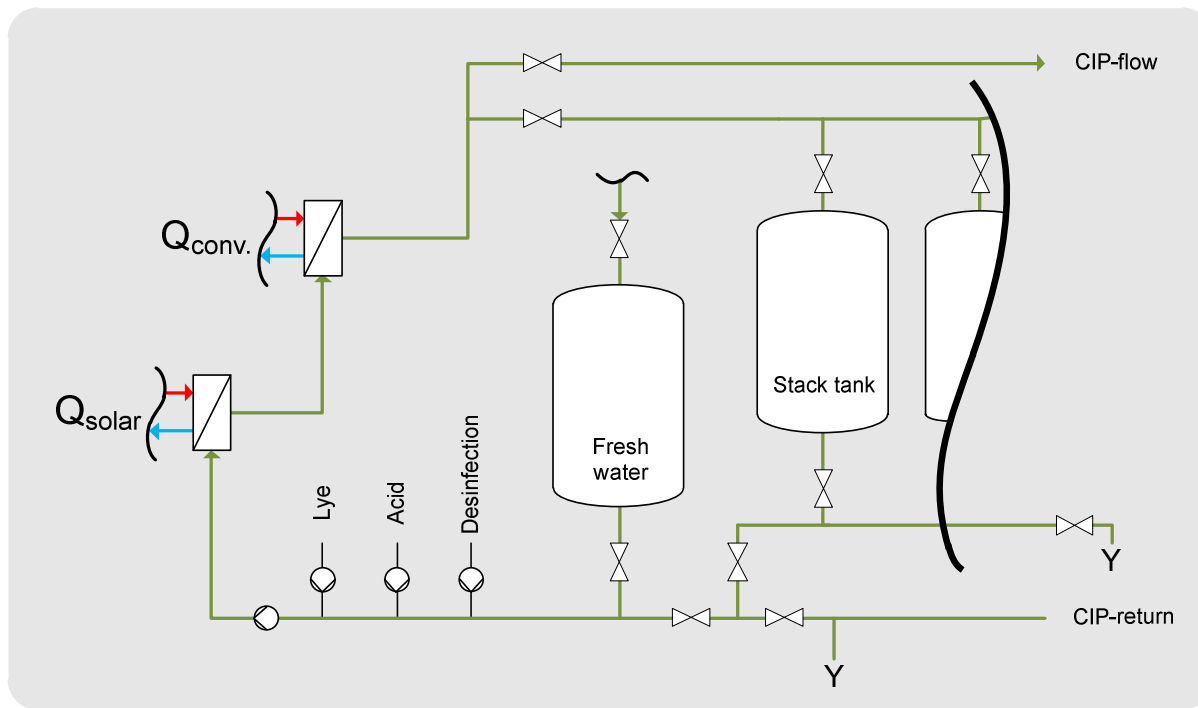 CIP-flow
Qconv.
Stack tank
Qsolar
Fresh
water
Lye
Acid
Desinfection
Y
CIP-return
Y